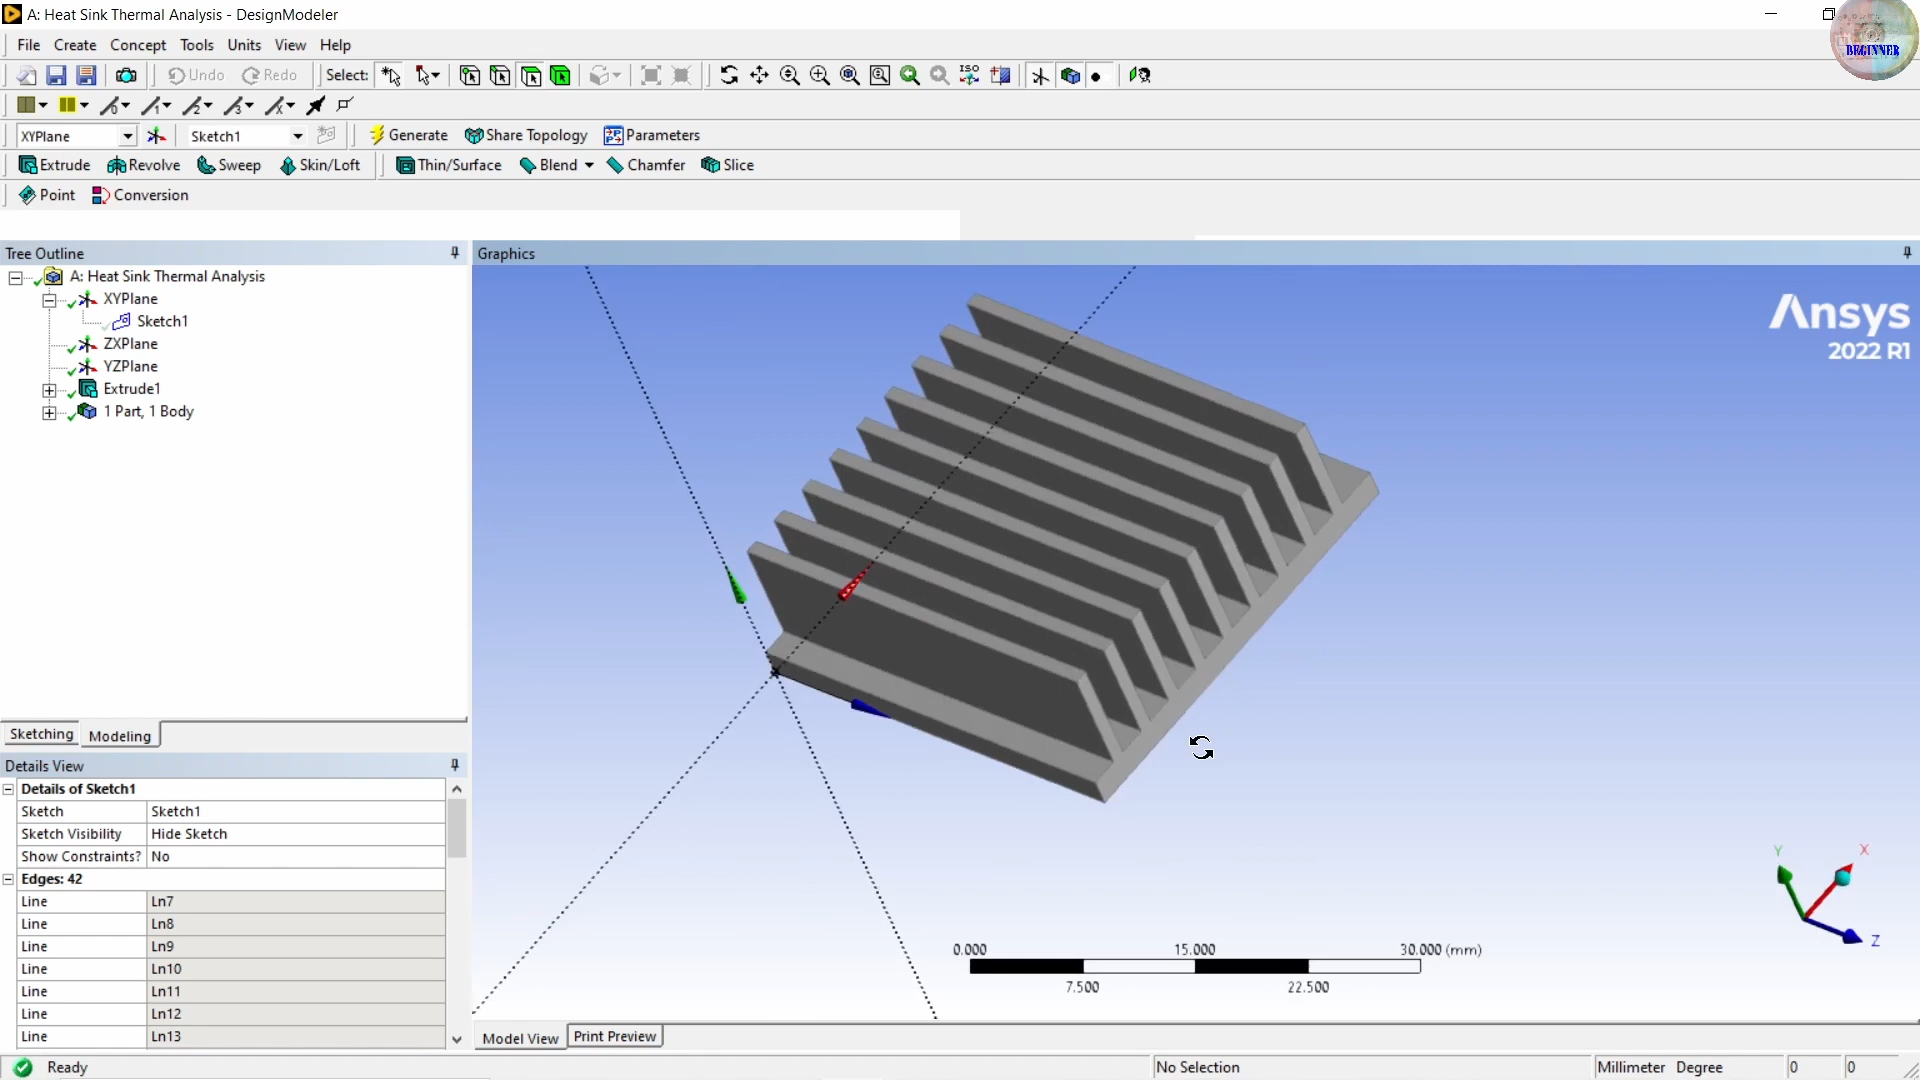 A: Heat Sink Thermal Analysis - DesignModeler
BEGINNER
File Create Concept Tools Units View Help
Undo Redo Select: ISO
XYPlane Sketch1 Generate Share Topology Parameters
Extrude Revolve Sweep Skin/Loft Thin/Surface Blend Chamfer Slice
Point Conversion
Tree Outline
A: Heat Sink Thermal Analysis
XYPlane
Sketch1
ZXPlane
YZPlane
Extrude1
1 Part, 1 Body
Sketching Modeling
Details View
Details of Sketch1
Sketch Sketch1
Sketch Visibility Hide Sketch
Show Constraints? No
Edges: 42
Line Ln7
Line Ln8
Line Ln9
Line Ln10
Line Ln11
Line Ln12
Line Ln13
Graphics
Ansys
2022 R1
Y X
Z
0.000 15.000 30.000 (mm)
7.500 22.500
Model View Print Preview
Ready No Selection Millimeter Degree 0 0